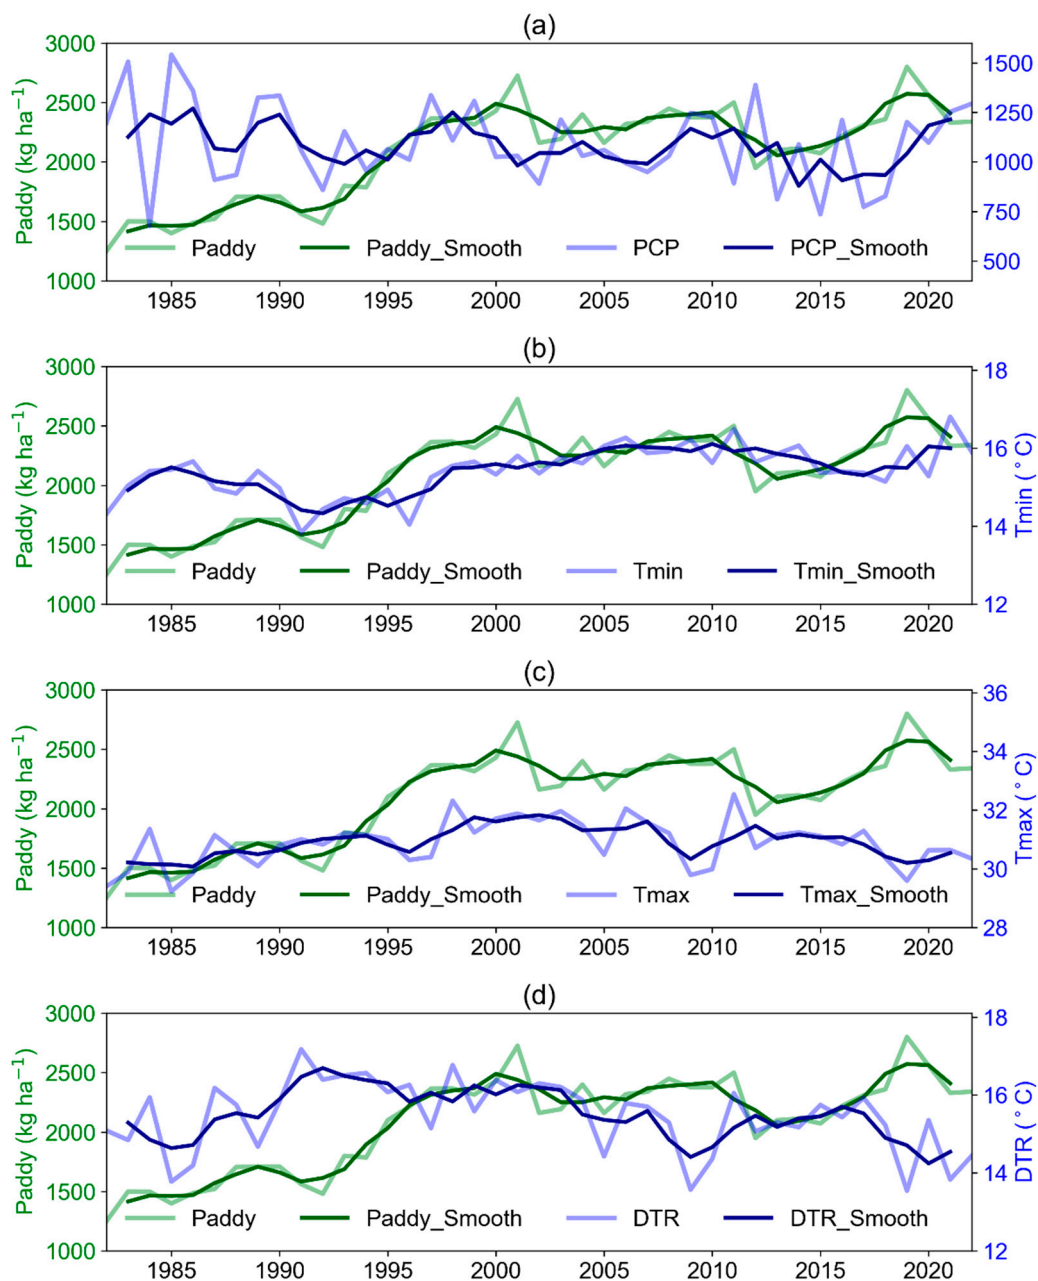 (a)
3000
2500
2000
1500
1000
Paddy (kg ha⁻¹)
1500
1250
1000
750
500
Paddy Paddy_Smooth PCP PCP_Smooth
1985 1990 1995 2000 2005 2010 2015 2020
(b)
3000
2500
2000
1500
1000
Paddy (kg ha⁻¹)
18
16
14
12
Tmin (°C)
Paddy Paddy_Smooth Tmin Tmin_Smooth
1985 1990 1995 2000 2005 2010 2015 2020
(c)
3000
2500
2000
1500
1000
Paddy (kg ha⁻¹)
36
34
32
30
28
Tmax (°C)
Paddy Paddy_Smooth Tmax Tmax_Smooth
1985 1990 1995 2000 2005 2010 2015 2020
(d)
3000
2500
2000
1500
1000
Paddy (kg ha⁻¹)
18
16
14
12
DTR (°C)
Paddy Paddy_Smooth DTR DTR_Smooth
1985 1990 1995 2000 2005 2010 2015 2020